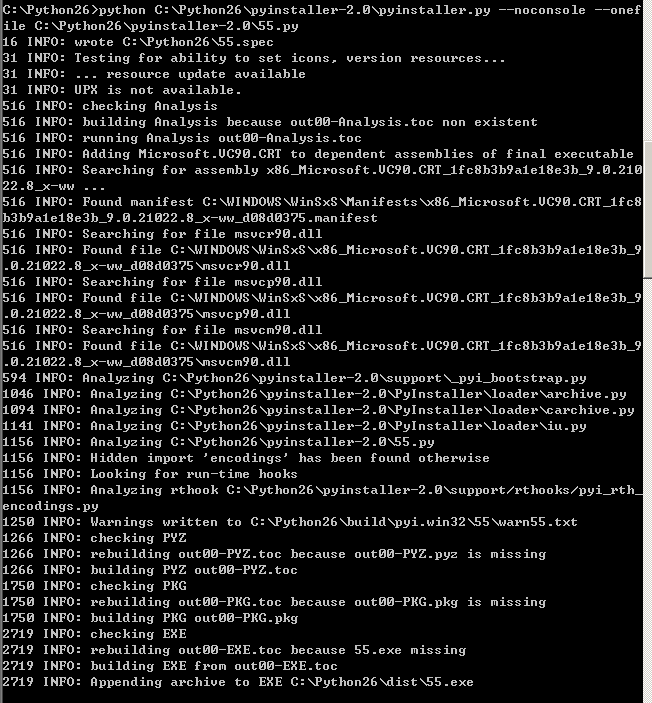 C:\Python26>python C:\Python26\pyinstaller-2.0\pyinstaller.py --noconsole --onef
ile C:\Python26\pyinstaller-2.0\55.py
16 INFO: wrote C:\Python26\55.spec
31 INFO: Testing for ability to set icons, version resources...
31 INFO: ... resource update available
31 INFO: UPX is not available.
516 INFO: checking Analysis
516 INFO: building Analysis because out00-Analysis.toc non existent
516 INFO: running Analysis out00-Analysis.toc
516 INFO: Adding Microsoft.VC90.CRT to dependent assemblies of final executable
516 INFO: Searching for assembly x86_Microsoft.VC90.CRT_1fc8b3b9a1e18e3b_9.0.210
22.8_x-ww ...
516 INFO: Found manifest C:\WINDOWS\WinSxS\Manifests\x86_Microsoft.VC90.CRT_1fc8
b3b9a1e18e3b_9.0.21022.8_x-ww_d08d0375.manifest
516 INFO: Searching for file msvcr90.dll
516 INFO: Found file C:\WINDOWS\WinSxS\x86_Microsoft.VC90.CRT_1fc8b3b9a1e18e3b_9
.0.21022.8_x-ww_d08d0375\msvcr90.dll
516 INFO: Searching for file msvcp90.dll
516 INFO: Found file C:\WINDOWS\WinSxS\x86_Microsoft.VC90.CRT_1fc8b3b9a1e18e3b_9
.0.21022.8_x-ww_d08d0375\msvcp90.dll
516 INFO: Searching for file msvcm90.dll
516 INFO: Found file C:\WINDOWS\WinSxS\x86_Microsoft.VC90.CRT_1fc8b3b9a1e18e3b_9
.0.21022.8_x-ww_d08d0375\msvcm90.dll
594 INFO: Analyzing C:\Python26\pyinstaller-2.0\support\_pyi_bootstrap.py
1046 INFO: Analyzing C:\Python26\pyinstaller-2.0\PyInstaller\loader\archive.py
1094 INFO: Analyzing C:\Python26\pyinstaller-2.0\PyInstaller\loader\carchive.py
1141 INFO: Analyzing C:\Python26\pyinstaller-2.0\PyInstaller\loader\iu.py
1156 INFO: Analyzing C:\Python26\pyinstaller-2.0\55.py
1156 INFO: Hidden import 'encodings' has been found otherwise
1156 INFO: Looking for run-time hooks
1156 INFO: Analyzing rthook C:\Python26\pyinstaller-2.0\support/rthooks/pyi_rth_
encodings.py
1250 INFO: Warnings written to C:\Python26\build\pyi.win32\55\warn55.txt
1266 INFO: checking PYZ
1266 INFO: rebuilding out00-PYZ.toc because out00-PYZ.pyz is missing
1266 INFO: building PYZ out00-PYZ.toc
1750 INFO: checking PKG
1750 INFO: rebuilding out00-PKG.toc because out00-PKG.pkg is missing
1750 INFO: building PKG out00-PKG.pkg
2719 INFO: checking EXE
2719 INFO: rebuilding out00-EXE.toc because 55.exe missing
2719 INFO: building EXE from out00-EXE.toc
2719 INFO: Appending archive to EXE C:\Python26\dist\55.exe